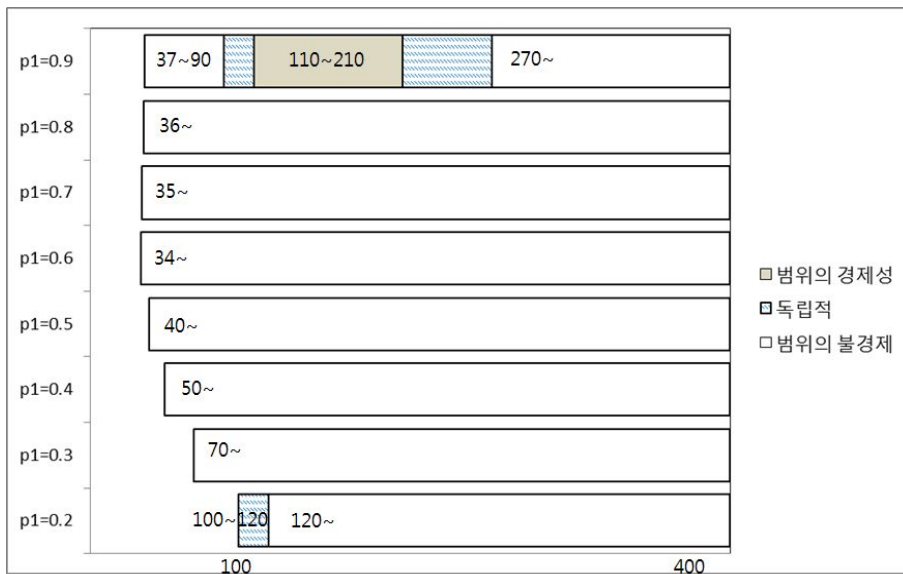 p1=0.9 37~90 110~210 270~
p1=0.8 36~
p1=0.7 35~
p1=0.6 34~
p1=0.5 40~
p1=0.4 50~
p1=0.3 70~
p1=0.2 100~120 120~
100 400
범위의 경제성
독립적
범위의 불경제